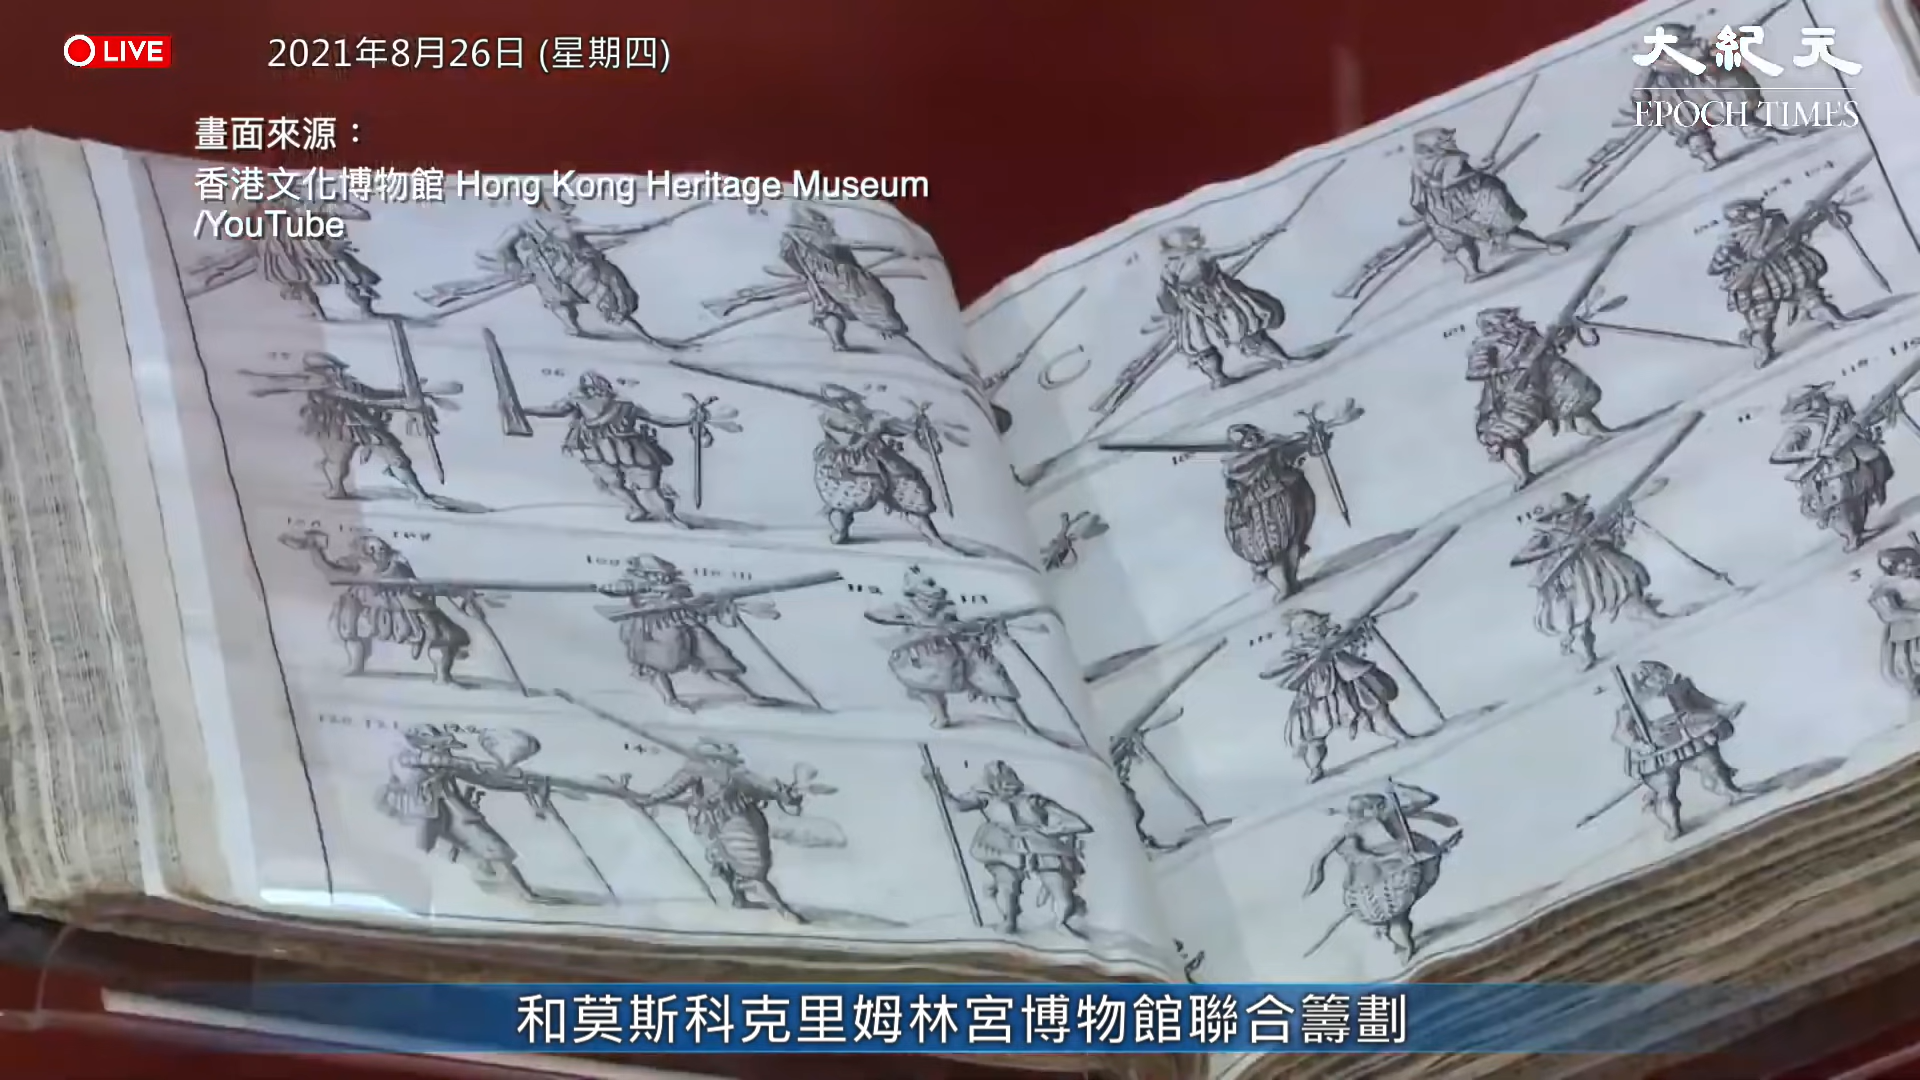 LIVE
2021年8月26日 (星期四)
大紀元
EPOCH TIMES
畫面來源：
香港文化博物館 Hong Kong Heritage Museum
/YouTube
和莫斯科克里姆林宮博物館聯合籌劃